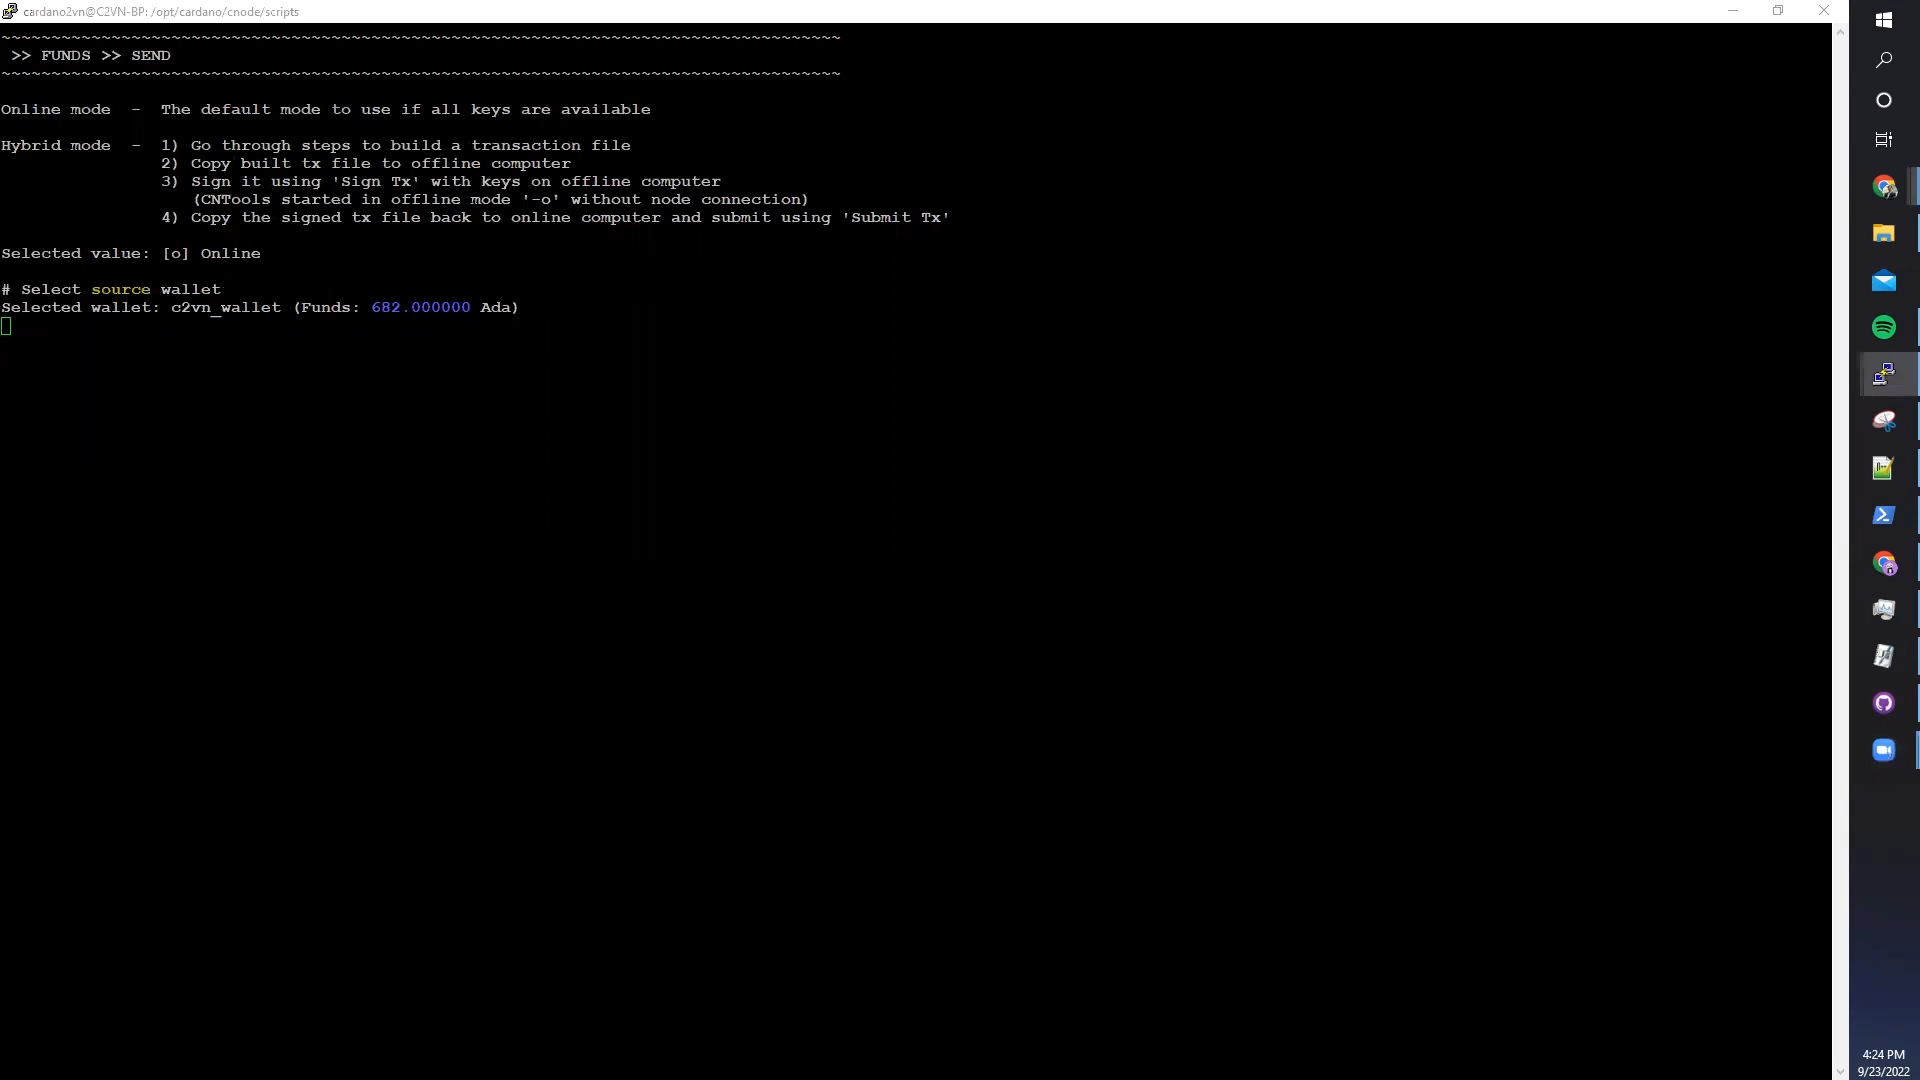 cardano2vn@C2VN-BP: /opt/cardano/cnode/scripts
~~~~~~~~~~~~~~~~~~~~~~~~~~~~~~~~~~~~~~~~~~~~~~~~~~~~~~~~~~~~~~~~~~~~~~~~~~~~~~~~~~~~
>> FUNDS >> SEND
~~~~~~~~~~~~~~~~~~~~~~~~~~~~~~~~~~~~~~~~~~~~~~~~~~~~~~~~~~~~~~~~~~~~~~~~~~~~~~~~~~~~
Online mode  -  The default mode to use if all keys are available
Hybrid mode  -  1) Go through steps to build a transaction file
2) Copy built tx file to offline computer
3) Sign it using 'Sign Tx' with keys on offline computer
(CNTools started in offline mode '-o' without node connection)
4) Copy the signed tx file back to online computer and submit using 'Submit Tx'
Selected value: [o] Online
# Select source wallet
Selected wallet: c2vn_wallet (Funds: 682.000000 Ada)
4:24 PM
9/23/2022